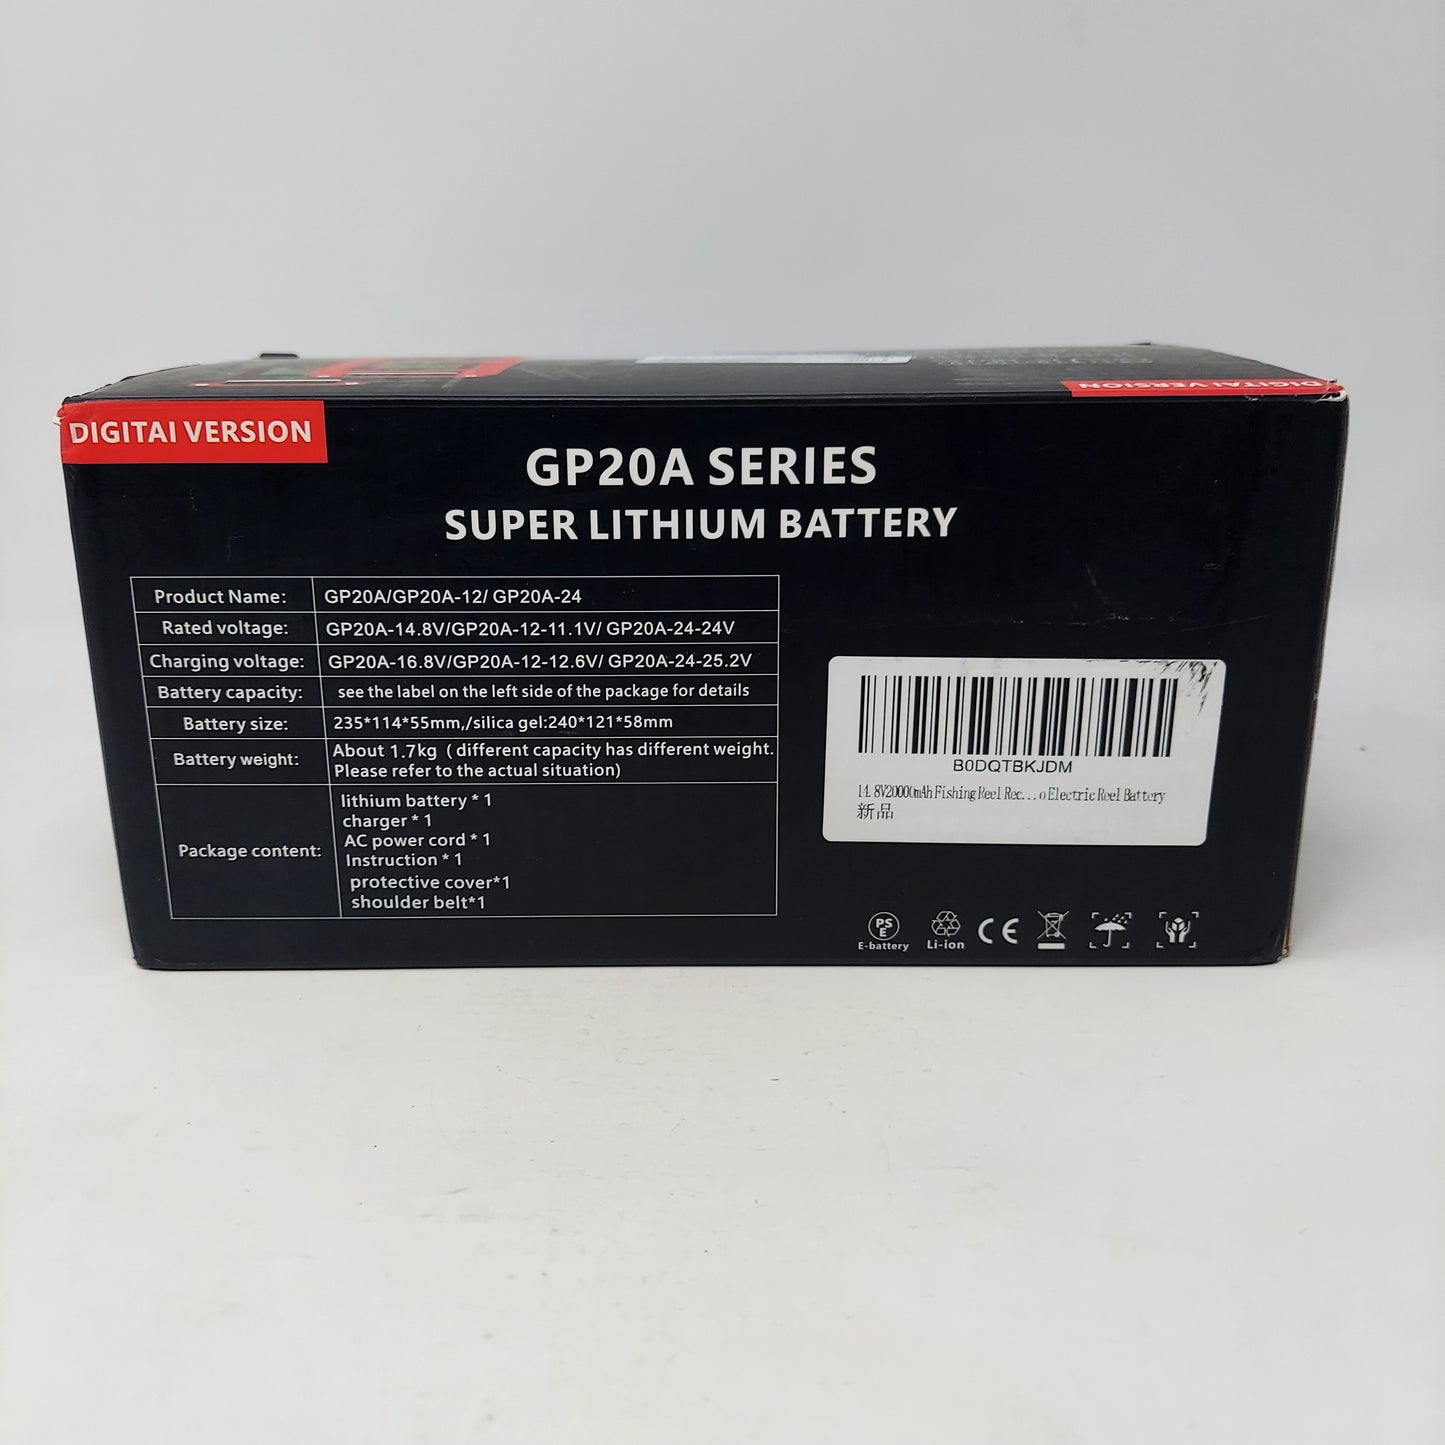 DIGITAI VERSION
DIGITAI VERSION
GP20A SERIES
SUPER LITHIUM BATTERY
Product Name: GP20A/GP20A-12/ GP20A-24
Rated voltage: GP20A-14.8V/GP20A-12-11.1V/ GP20A-24-24V
Charging voltage: GP20A-16.8V/GP20A-12-12.6V/ GP20A-24-25.2V
Battery capacity: see the label on the left side of the package for details
Battery size: 235*114*55mm,/silica gel:240*121*58mm
Battery weight: About 1.7kg ( different capacity has different weight.
Please refer to the actual situation)
Package content: lithium battery * 1
charger * 1
AC power cord * 1
Instruction * 1
protective cover*1
shoulder belt*1
B0DQTBKJDM
14.8V20000mAh Fishing Reel Rec...o Electric Reel Battery
新品
PS
E
E-battery
Li-ion
CE